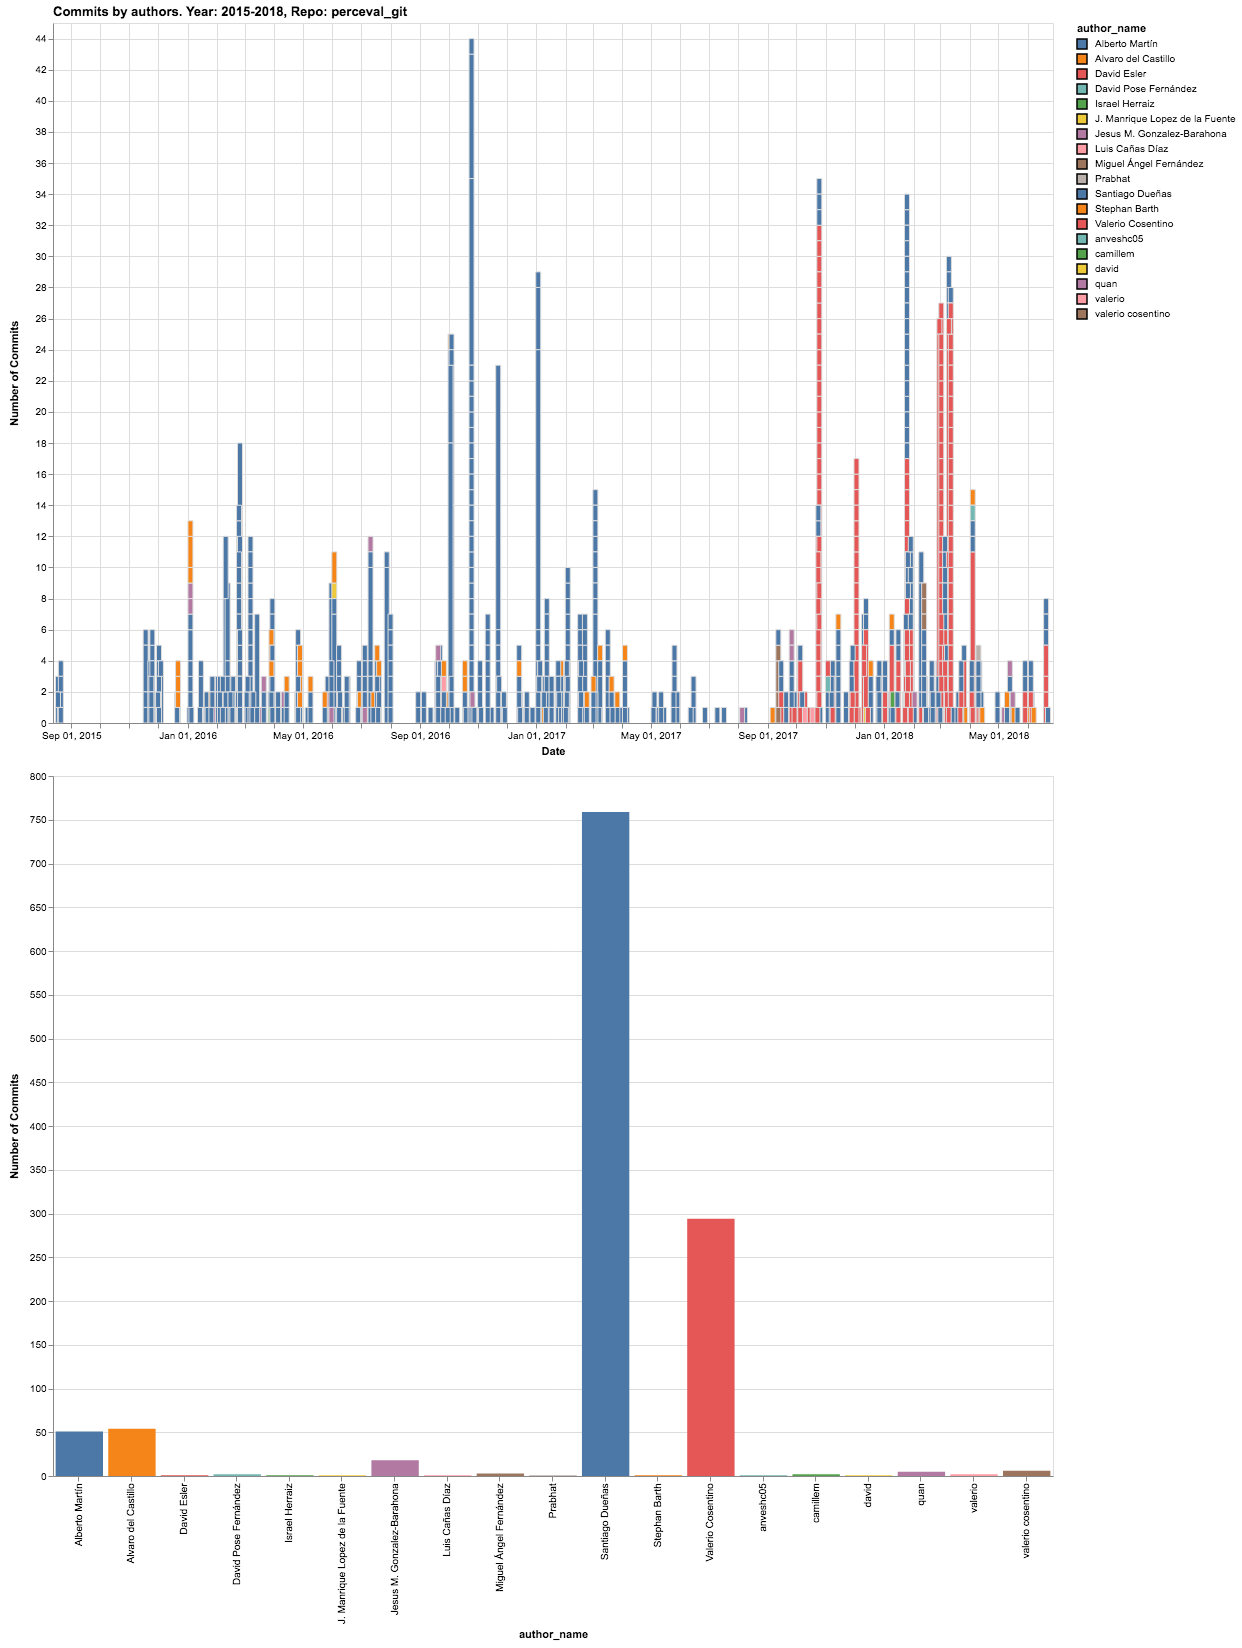 Commits by authors. Year: 2015-2018, Repo: perceval_git
44
42
40
38
36
34
32
30
28
26
24
22
20
18
16
14
12
10
8
6
4
2
0
Number of Commits
Sep 01, 2015 Jan 01, 2016 May 01, 2016 Sep 01, 2016 Jan 01, 2017 May 01, 2017 Sep 01, 2017 Jan 01, 2018 May 01, 2018
Date
author_name
Alberto Martín
Alvaro del Castillo
David Esler
David Pose Fernández
Israel Herraiz
J. Manrique Lopez de la Fuente
Jesus M. Gonzalez-Barahona
Luis Cañas Díaz
Miguel Ángel Fernández
Prabhat
Santiago Dueñas
Stephan Barth
Valerio Cosentino
anveshc05
camillem
david
quan
valerio
valerio cosentino
800
750
700
650
600
550
500
450
400
350
300
250
200
150
100
50
0
Number of Commits
Alberto Martín
Alvaro del Castillo
David Esler
David Pose Fernández
Israel Herraiz
J. Manrique Lopez de la Fuente
Jesus M. Gonzalez-Barahona
Luis Cañas Díaz
Miguel Ángel Fernández
Prabhat
Santiago Dueñas
Stephan Barth
Valerio Cosentino
anveshc05
camillem
david
quan
valerio
valerio cosentino
author_name